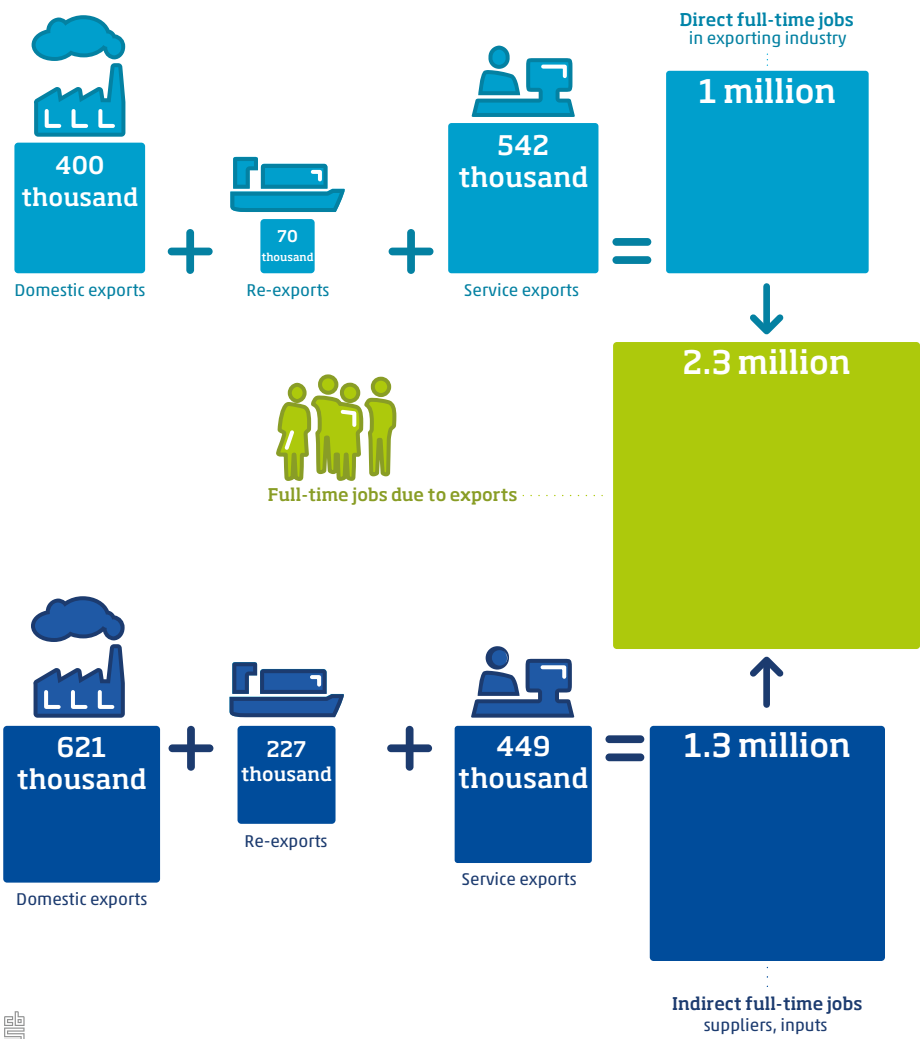 Direct full-time jobs
in exporting industry
400
thousand
+
70
thousand
+
542
thousand
=
1 million
Domestic exports
Re-exports
Service exports
2.3 million
Full-time jobs due to exports
621
thousand
+
227
thousand
+
449
thousand
=
1.3 million
Domestic exports
Re-exports
Service exports
Indirect full-time jobs
suppliers, inputs
cbs